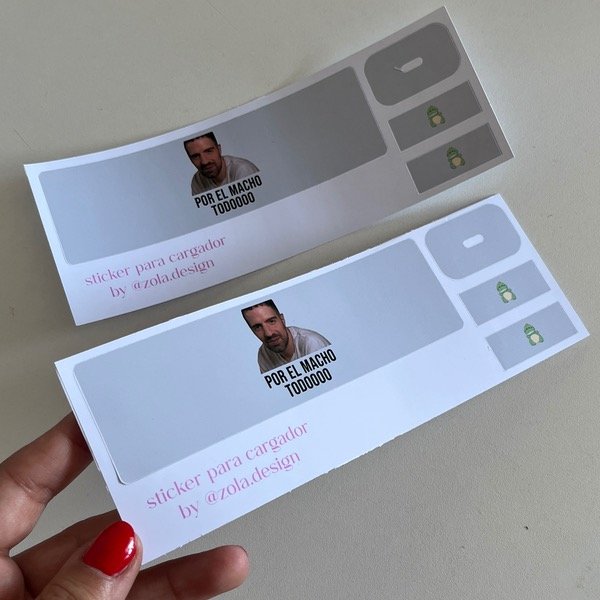 POR EL MACHO
TODOOOO
sticker para cargador
by @zola.design
POR EL MACHO
TODOOOO
sticker para cargador
by @zola.design